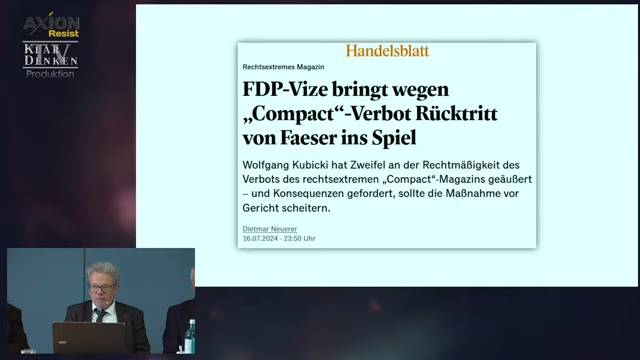 AXION
Resist
KLAR
DENKEN
TV
Produktion
Handelsblatt
Rechtsextremes Magazin
FDP-Vize bringt wegen
„Compact“-Verbot Rücktritt
von Faeser ins Spiel
Wolfgang Kubicki hat Zweifel an der Rechtmäßigkeit des
Verbots des rechtsextremen „Compact“-Magazins geäußert
– und Konsequenzen gefordert, sollte die Maßnahme vor
Gericht scheitern.
Dietmar Neuerer
16.07.2024 - 23:50 Uhr